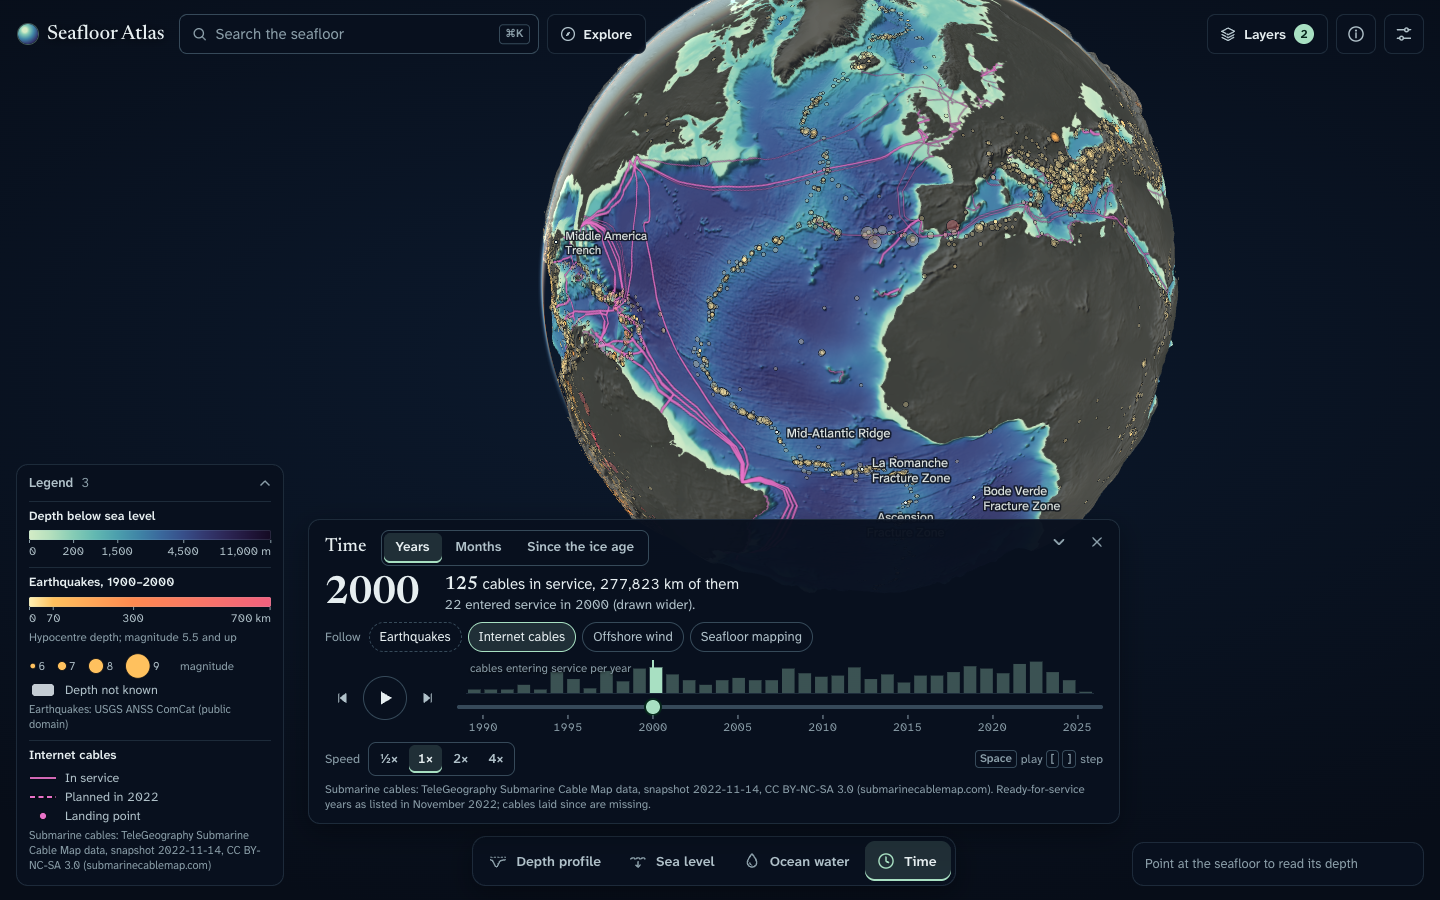 Seafloor Atlas
Search the seafloor
⌘K
Explore
Layers 2
Middle America
Trench
Mid-Atlantic Ridge
La Romanche
Fracture Zone
Bode Verde
Fracture Zone
Ascension
Legend 3
Depth below sea level
0 200 1,500 4,500 11,000 m
Earthquakes, 1900–2000
0 70 300 700 km
Hypocentre depth; magnitude 5.5 and up
6 7 8 9 magnitude
Depth not known
Earthquakes: USGS ANSS ComCat (public
domain)
Internet cables
In service
Planned in 2022
Landing point
Submarine cables: TeleGeography Submarine
Cable Map data, snapshot 2022-11-14, CC BY-
NC-SA 3.0 (submarinecablemap.com)
Time
Years Months Since the ice age
2000
125 cables in service, 277,823 km of them
22 entered service in 2000 (drawn wider).
Follow Earthquakes Internet cables Offshore wind Seafloor mapping
cables entering service per year
1990 1995 2000 2005 2010 2015 2020 2025
Speed ½× 1× 2× 4×
Space play [ ] step
Submarine cables: TeleGeography Submarine Cable Map data, snapshot 2022-11-14, CC BY-NC-SA 3.0 (submarinecablemap.com). Ready-for-service
years as listed in November 2022; cables laid since are missing.
Depth profile Sea level Ocean water Time
Point at the seafloor to read its depth